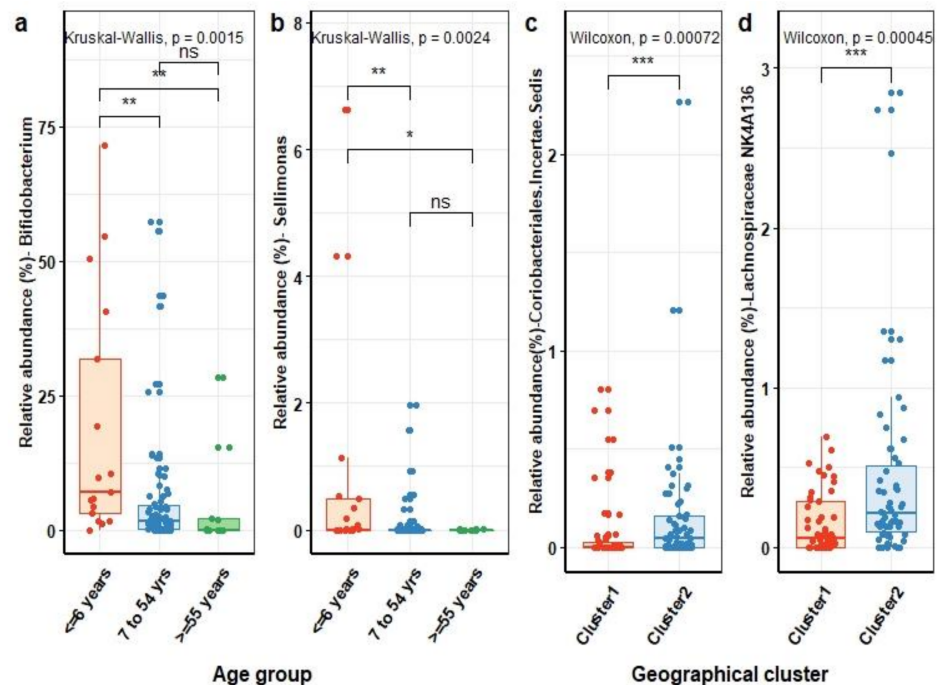 a
Kruskal-Wallis, p = 0.0015
ns
**
**
Relative abundance (%)- Bifidobacterium
75
50
25
0
<=6 years
7 to 54 yrs
>=55 years
b
Kruskal-Wallis, p = 0.0024
**
*
ns
Relative abundance (%)- Sellimonas
8
6
4
2
0
<=6 years
7 to 54 yrs
>=55 years
Age group
c
Wilcoxon, p = 0.00072
***
Relative abundance(%)-Coriobacteriales.Incertae.Sedis
2
1
0
Cluster1
Cluster2
d
Wilcoxon, p = 0.00045
***
Relative abundance (%)-Lachnospiraceae NK4A136
3
2
1
0
Cluster1
Cluster2
Geographical cluster